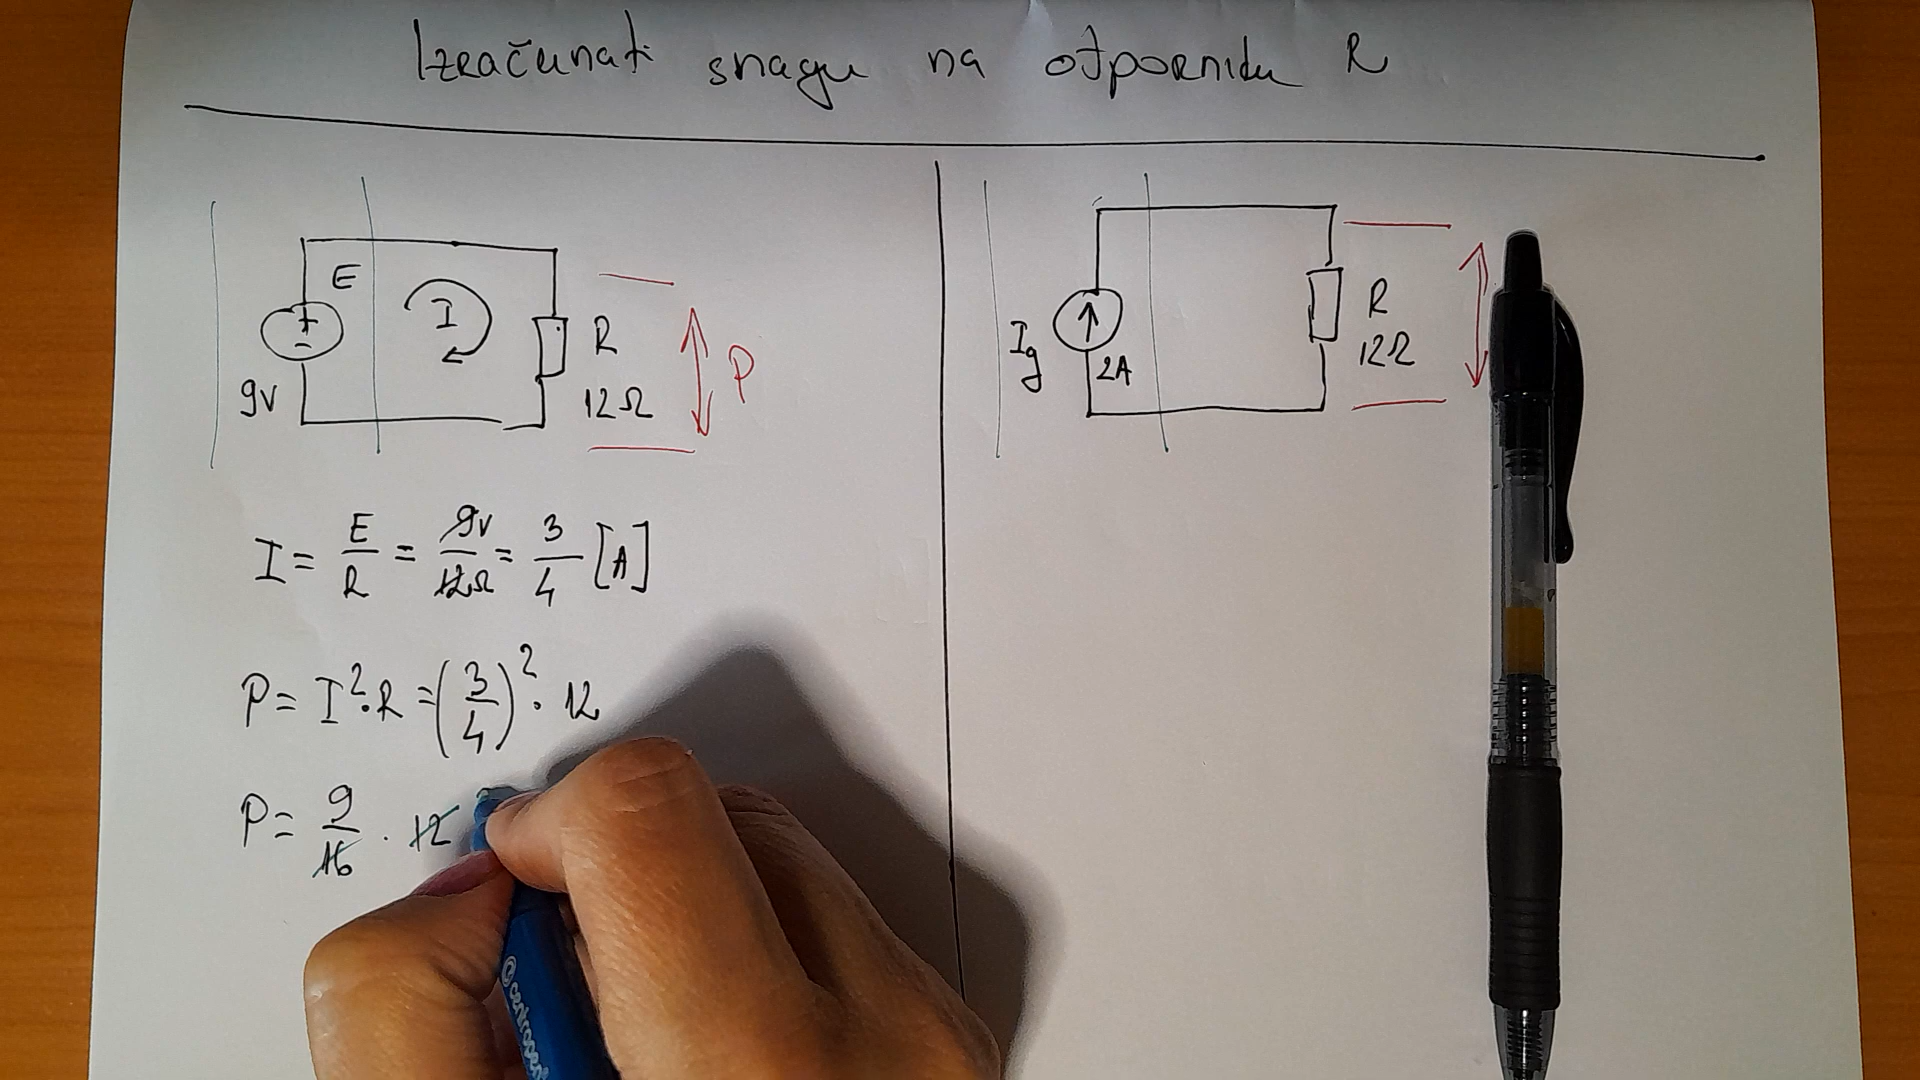 Izračunati snagu na otporniku R
E
I
R
9V
12Ω
P
I = E/R = 9V/12Ω = 3/4 [A]
P = I²·R = (3/4)² · 12
P = 9/16 · 12
R
Ig
12Ω
2A
centropen